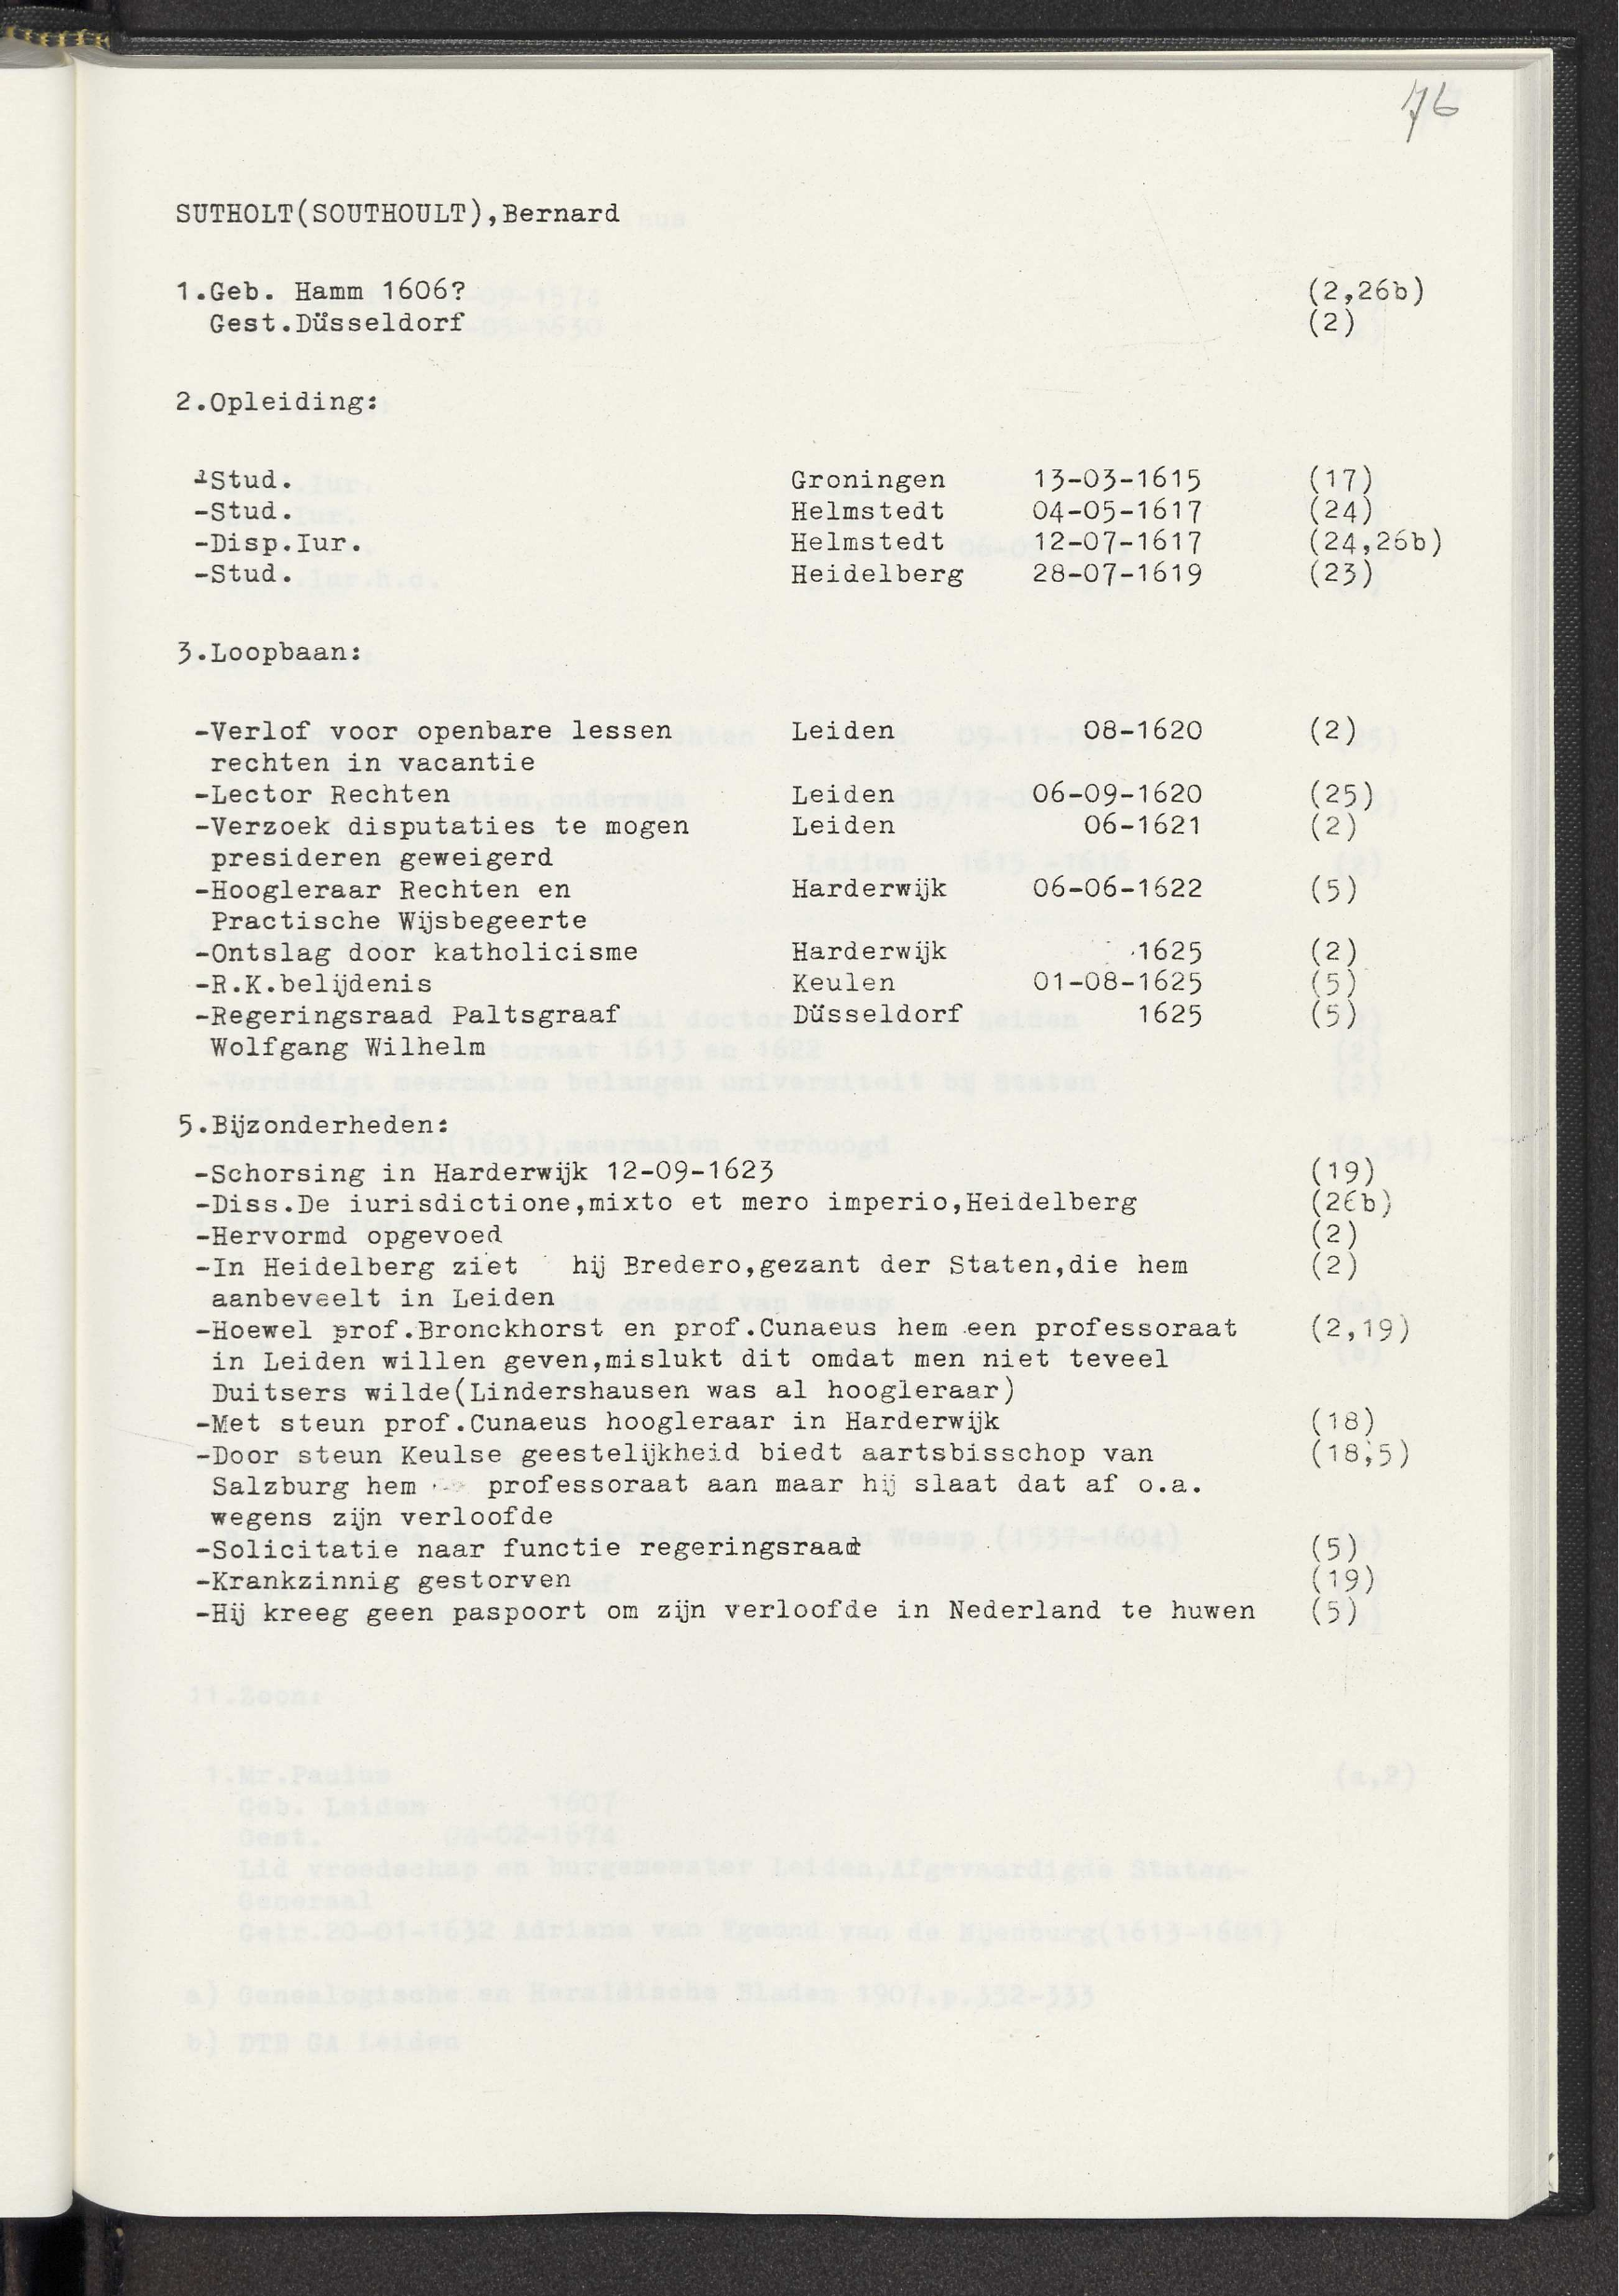 76
SUTHOLT(SOUTHOULT),Bernard
1.Geb. Hamm 1606? (2,26b)
Gest.Düsseldorf (2)
2.Opleiding:
-Stud. Groningen 13-03-1615 (17)
-Stud. Helmstedt 04-05-1617 (24)
-Disp.Iur. Helmstedt 12-07-1617 (24,26b)
-Stud. Heidelberg 28-07-1619 (23)
3.Loopbaan:
-Verlof voor openbare lessen Leiden 08-1620 (2)
rechten in vacantie
-Lector Rechten Leiden 06-09-1620 (25)
-Verzoek disputaties te mogen Leiden 06-1621 (2)
presideren geweigerd
-Hoogleraar Rechten en Harderwijk 06-06-1622 (5)
Practische Wijsbegeerte
-Ontslag door katholicisme Harderwijk 1625 (2)
-R.K.belijdenis Keulen 01-08-1625 (5)
-Regeringsraad Paltsgraaf Düsseldorf 1625 (5)
Wolfgang Wilhelm
5.Bijzonderheden:
-Schorsing in Harderwijk 12-09-1623 (19)
-Diss.De iurisdictione,mixto et mero imperio,Heidelberg (26b)
-Hervormd opgevoed (2)
-In Heidelberg ziet hij Bredero,gezant der Staten,die hem (2)
aanbeveelt in Leiden
-Hoewel prof.Bronckhorst en prof.Cunaeus hem een professoraat (2,19)
in Leiden willen geven,mislukt dit omdat men niet teveel
Duitsers wilde(Lindershausen was al hoogleraar)
-Met steun prof.Cunaeus hoogleraar in Harderwijk (18)
-Door steun Keulse geestelijkheid biedt aartsbisschop van (18,5)
Salzburg hem professoraat aan maar hij slaat dat af o.a.
wegens zijn verloofde
-Solicitatie naar functie regeringsraad (5)
-Krankzinnig gestorven (19)
-Hij kreeg geen paspoort om zijn verloofde in Nederland te huwen (5)